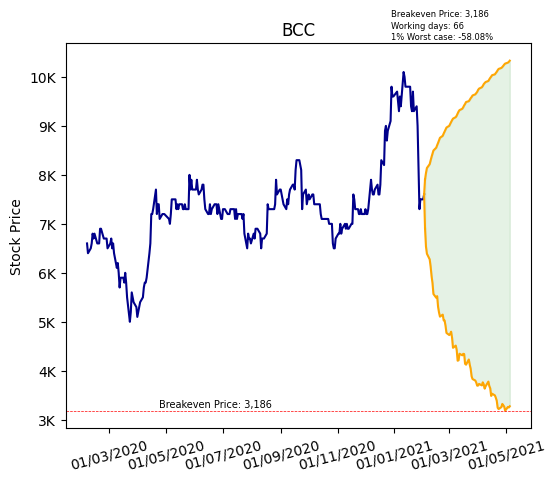 Breakeven Price: 3,186
Working days: 66
1% Worst case: -58.08%
BCC
Stock Price
10K
9K
8K
7K
6K
5K
4K
3K
Breakeven Price: 3,186
01/03/2020
01/05/2020
01/07/2020
01/09/2020
01/11/2020
01/01/2021
01/03/2021
01/05/2021